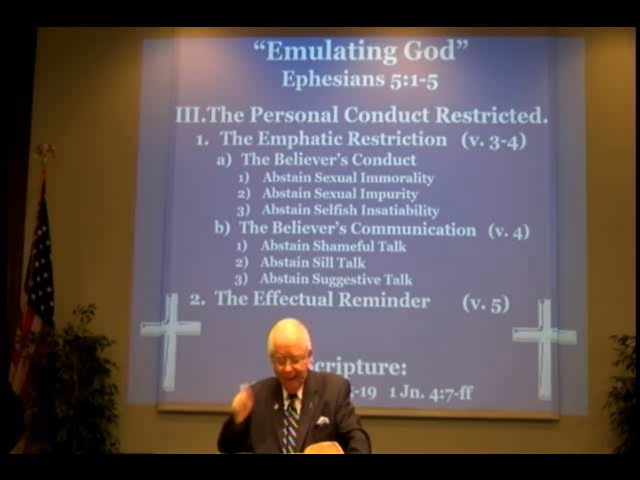 “Emulating God”
Ephesians 5:1-5
III.The Personal Conduct Restricted.
1. The Emphatic Restriction (v. 3-4)
a) The Believer's Conduct
1) Abstain Sexual Immorality
2) Abstain Sexual Impurity
3) Abstain Selfish Insatiability
b) The Believer's Communication (v. 4)
1) Abstain Shameful Talk
2) Abstain Sill Talk
3) Abstain Suggestive Talk
2. The Effectual Reminder (v. 5)
cripture:
-19 1 Jn. 4:7-ff